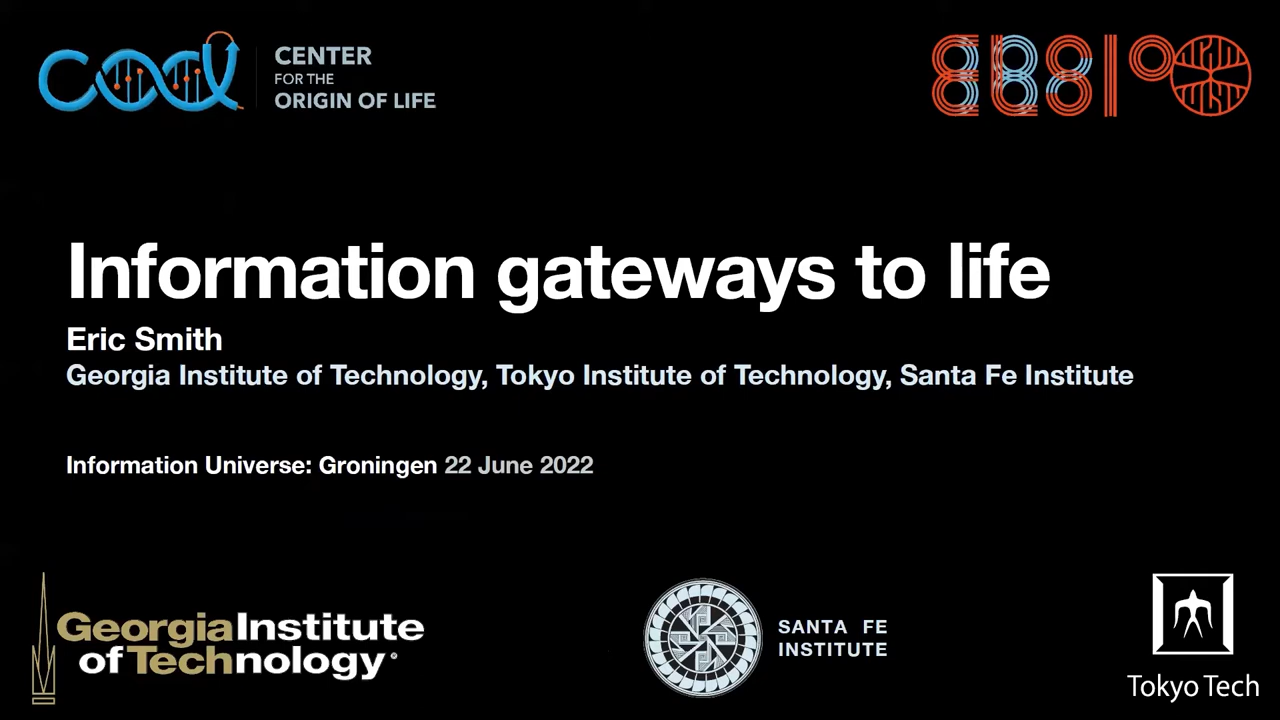 cool
CENTER
FOR THE
ORIGIN OF LIFE
Information gateways to life
Eric Smith
Georgia Institute of Technology, Tokyo Institute of Technology, Santa Fe Institute
Information Universe: Groningen 22 June 2022
Georgia Institute
of Technology
SANTA FE
INSTITUTE
Tokyo Tech